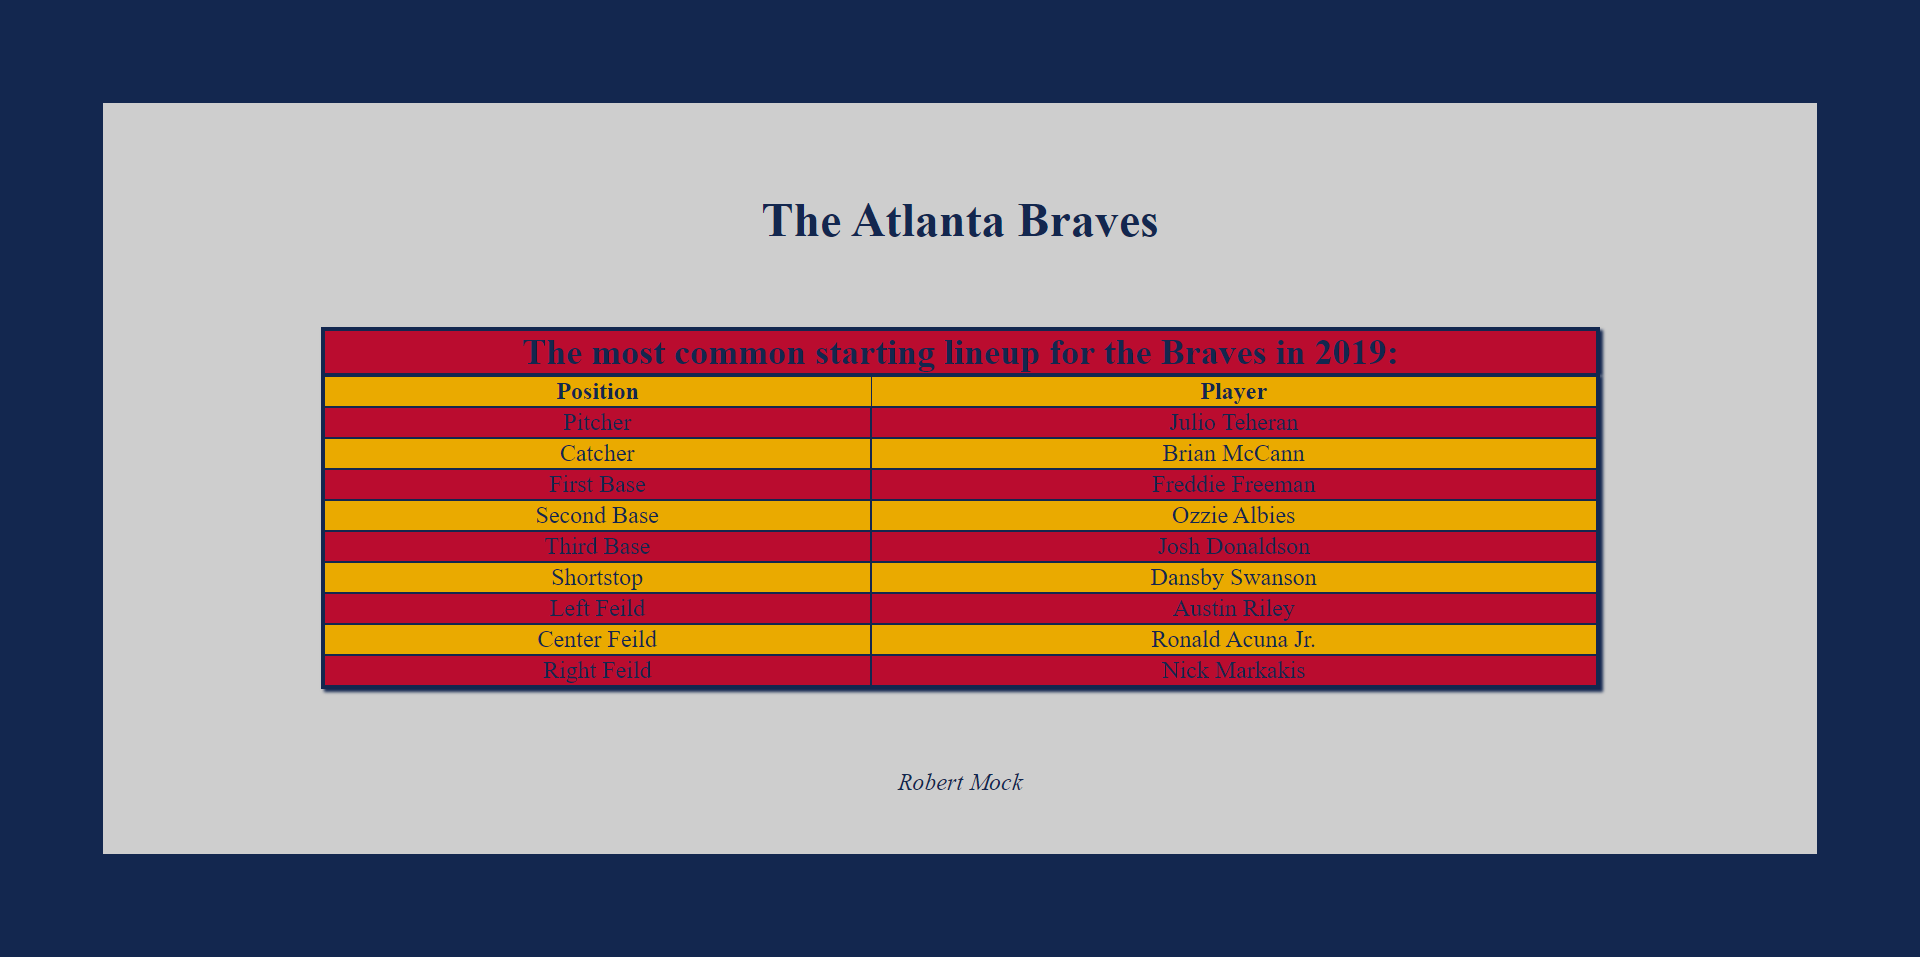 The Atlanta Braves
The most common starting lineup for the Braves in 2019:
Position Player
Pitcher Julio Teheran
Catcher Brian McCann
First Base Freddie Freeman
Second Base Ozzie Albies
Third Base Josh Donaldson
Shortstop Dansby Swanson
Left Feild Austin Riley
Center Feild Ronald Acuna Jr.
Right Feild Nick Markakis
Robert Mock